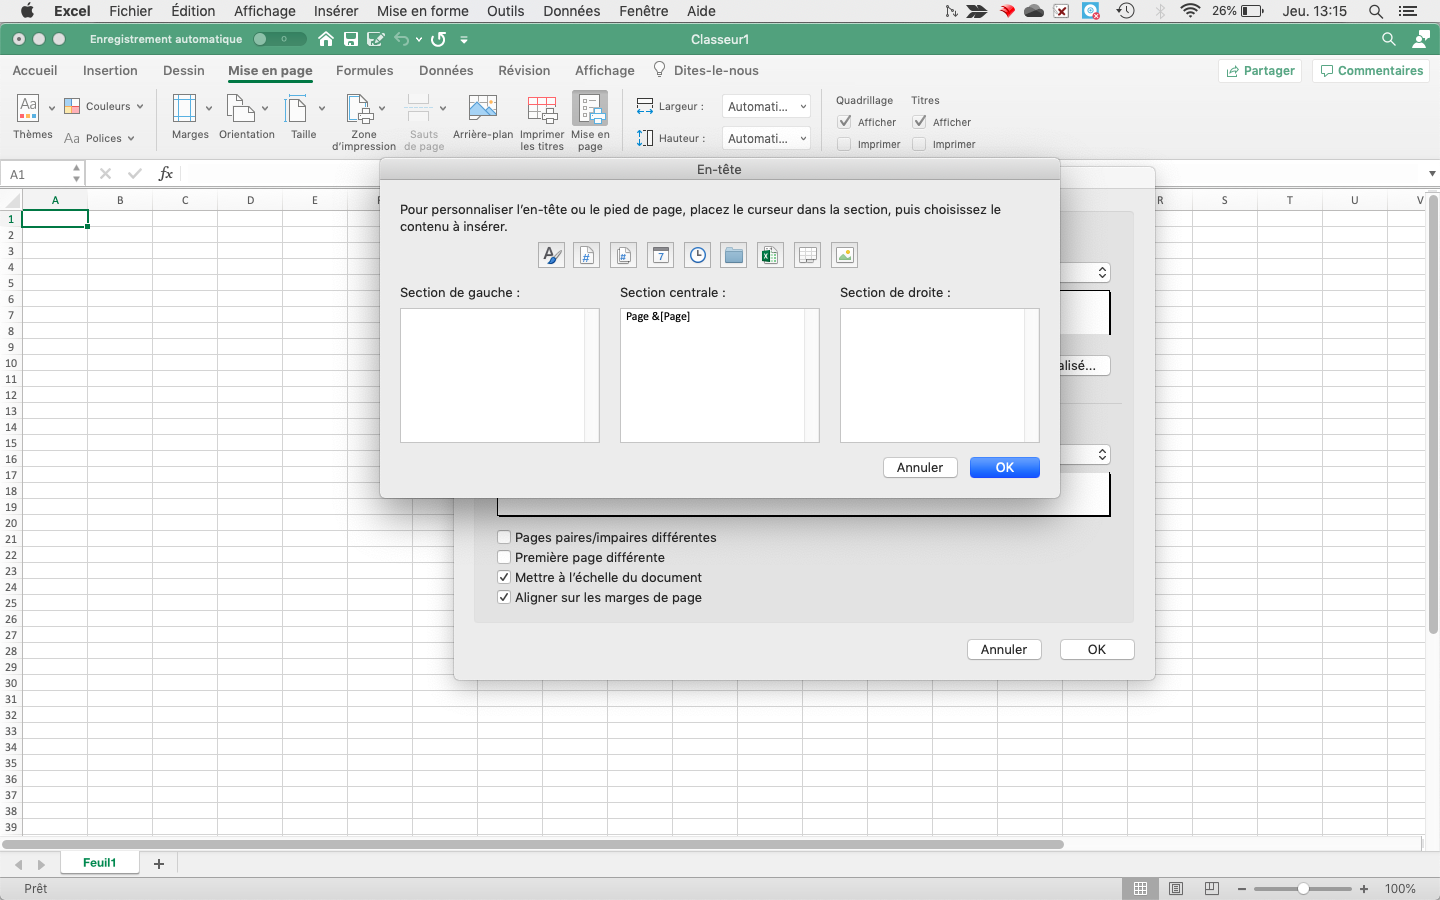 Excel Fichier Édition Affichage Insérer Mise en forme Outils Données Fenêtre Aide 26% Jeu. 13:15
Enregistrement automatique Classeur1
Accueil Insertion Dessin Mise en page Formules Données Révision Affichage Dites-le-nous Partager Commentaires
Aa Couleurs Largeur : Automati... Quadrillage Titres
Afficher Afficher
Thèmes Aa Polices Marges Orientation Taille Zone d'impression Sauts de page Arrière-plan Imprimer les titres Mise en page Hauteur : Automati... Imprimer Imprimer
A1 fx
En-tête
A B C D E R S T U V
Pour personnaliser l'en-tête ou le pied de page, placez le curseur dans la section, puis choisissez le
contenu à insérer.
# # 7
Section de gauche : Section centrale : Section de droite :
Page &[Page]
alisé...
Annuler OK
Pages paires/impaires différentes
Première page différente
Mettre à l'échelle du document
Aligner sur les marges de page
Annuler OK
1
2
3
4
5
6
7
8
9
10
11
12
13
14
15
16
17
18
19
20
21
22
23
24
25
26
27
28
29
30
31
32
33
34
35
36
37
38
39
Feuil1 +
Prêt 100%